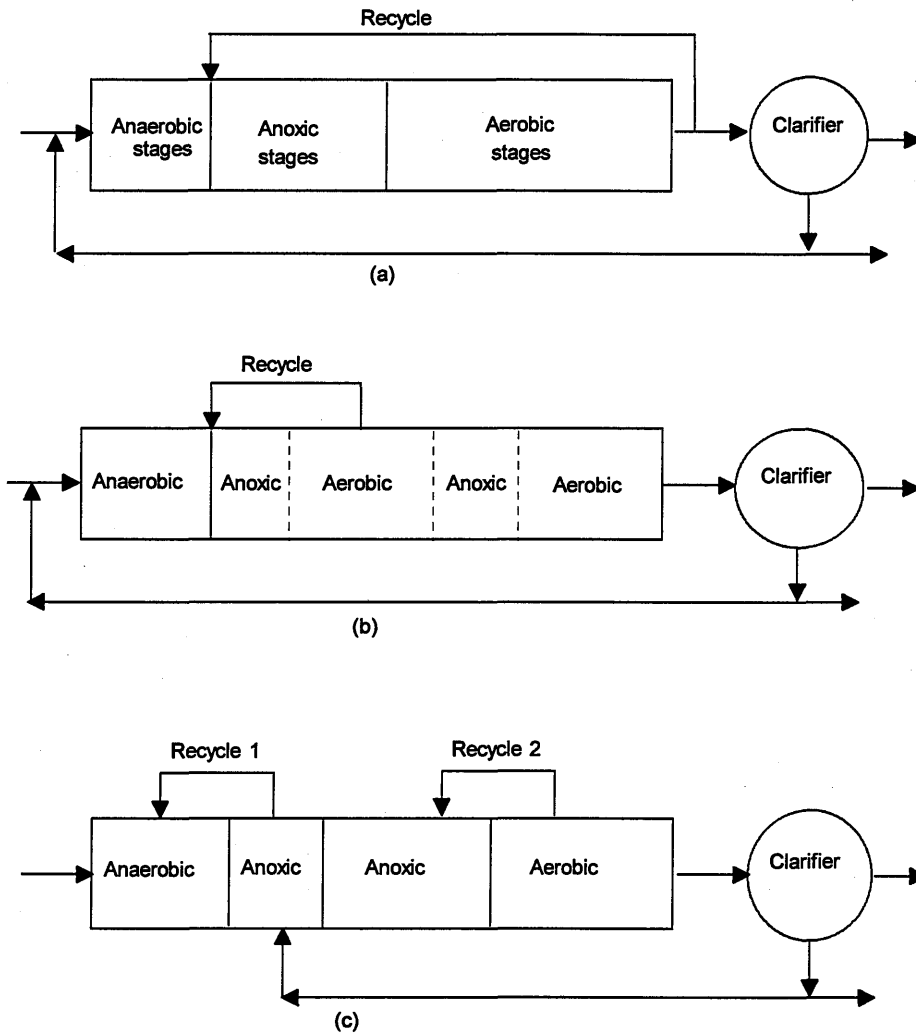 Recycle
Anaerobic
stages
Anoxic
stages
Aerobic
stages
Clarifier
(a)
Recycle
Anaerobic
Anoxic
Aerobic
Anoxic
Aerobic
Clarifier
(b)
Recycle 1
Recycle 2
Anaerobic
Anoxic
Anoxic
Aerobic
Clarifier
(c)